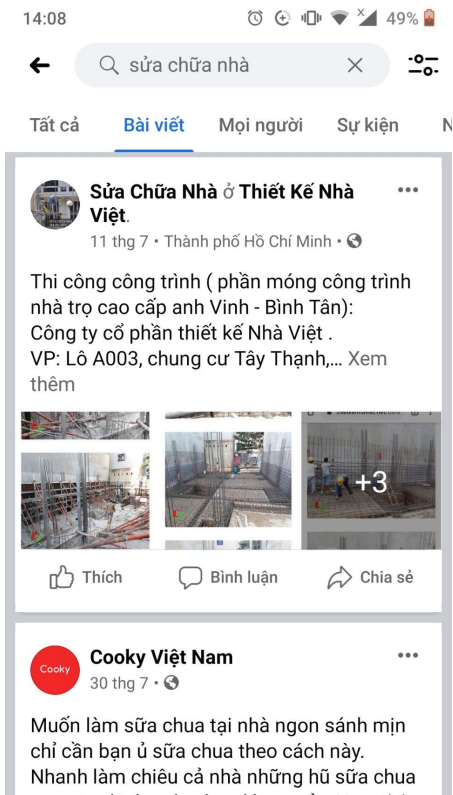 14:08
49%
sửa chữa nhà
Tất cả
Bài viết
Mọi người
Sự kiện
N
Sửa Chữa Nhà ở Thiết Kế Nhà
Việt.
11 thg 7 • Thành phố Hồ Chí Minh •
Thi công công trình ( phần móng công trình
nhà trọ cao cấp anh Vinh - Bình Tân):
Công ty cổ phần thiết kế Nhà Việt .
VP: Lô A003, chung cư Tây Thạnh,... Xem
thêm
+3
Thích
Bình luận
Chia sẻ
Cooky
Cooky Việt Nam
30 thg 7 •
Muốn làm sữa chua tại nhà ngon sánh mịn
chỉ cần bạn ủ sữa chua theo cách này.
Nhanh làm chiêu cả nhà những hũ sữa chua